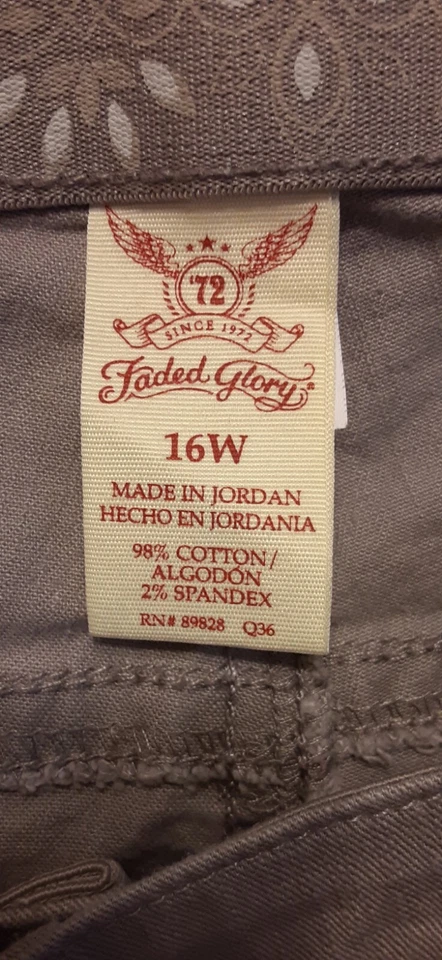 '72
SINCE 1972
Faded Glory®
16W
MADE IN JORDAN
HECHO EN JORDANIA
98% COTTON/
ALGODÓN
2% SPANDEX
RN# 89828 Q36